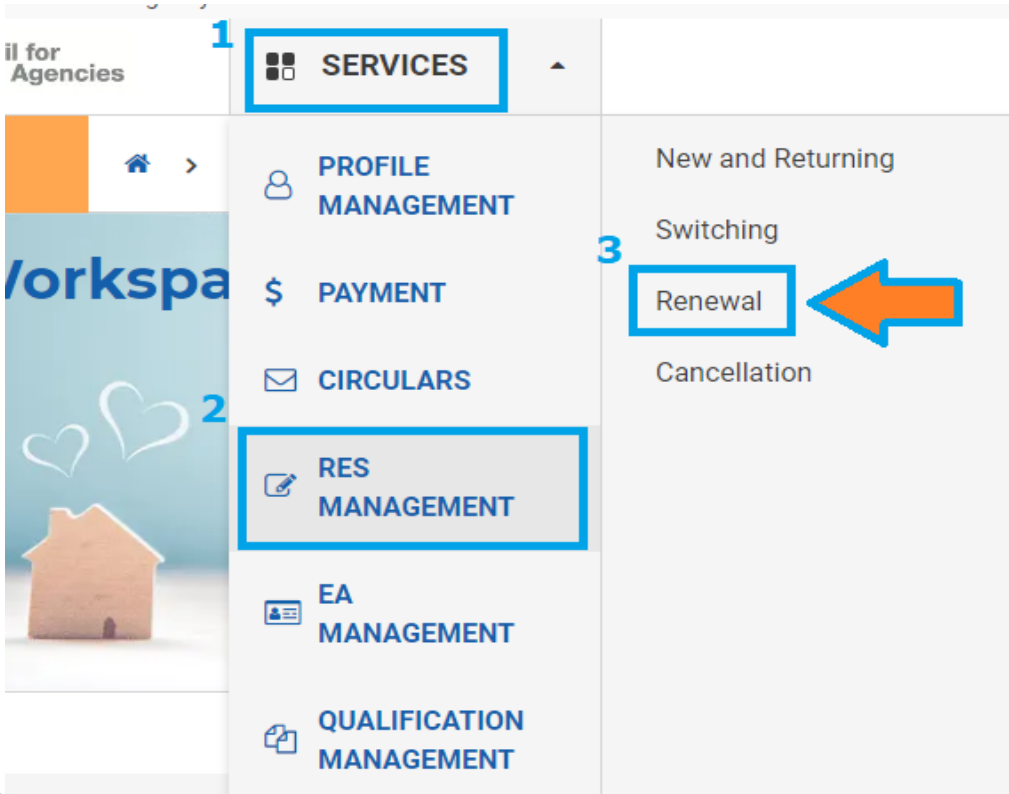 il for
Agencies
1
SERVICES
PROFILE
MANAGEMENT
$ PAYMENT
CIRCULARS
2
RES
MANAGEMENT
EA
MANAGEMENT
QUALIFICATION
MANAGEMENT
New and Returning
Switching
3
Renewal
Cancellation
orkspa